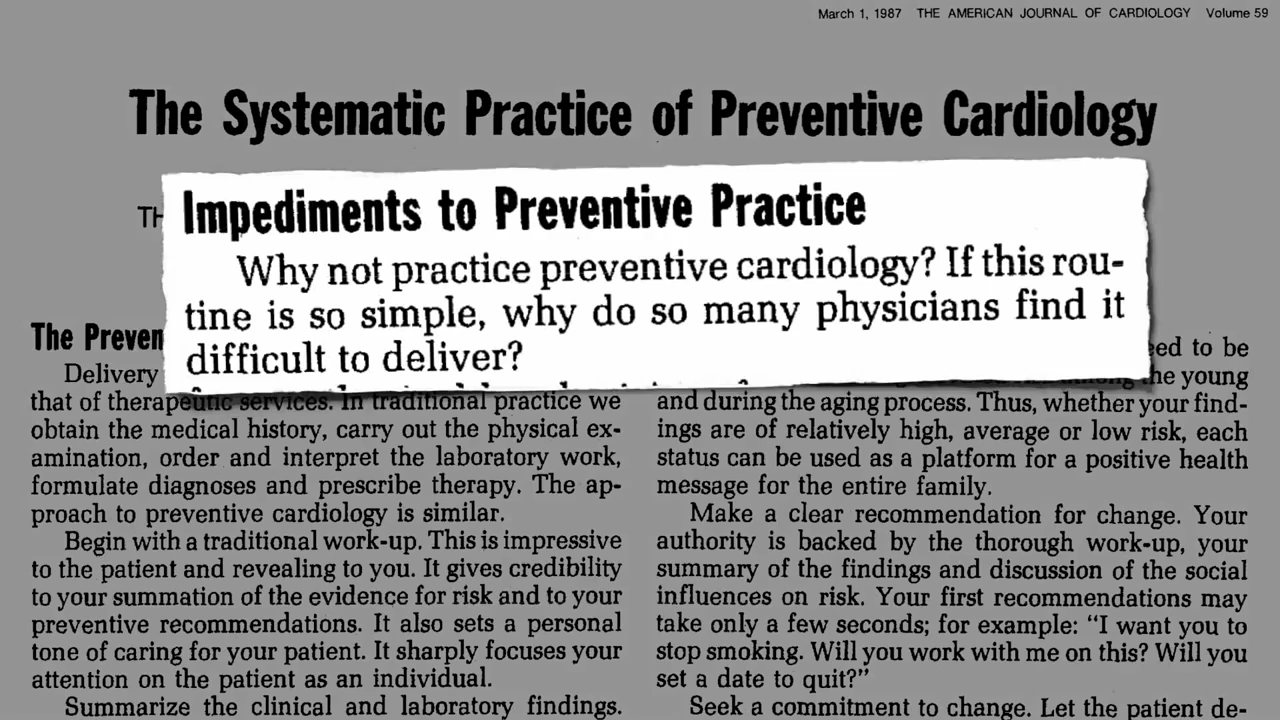 March 1, 1987 THE AMERICAN JOURNAL OF CARDIOLOGY Volume 59
The Systematic Practice of Preventive Cardiology
Impediments to Preventive Practice
Why not practice preventive cardiology? If this rou-
tine is so simple, why do so many physicians find it
difficult to deliver?
The Preven
Delivery
that of therapeutic services. In traditional practice we
obtain the medical history, carry out the physical ex-
amination, order and interpret the laboratory work,
formulate diagnoses and prescribe therapy. The ap-
proach to preventive cardiology is similar.
Begin with a traditional work-up. This is impressive
to the patient and revealing to you. It gives credibility
to your summation of the evidence for risk and to your
preventive recommendations. It also sets a personal
tone of caring for your patient. It sharply focuses your
attention on the patient as an individual.
Summarize the clinical and laboratory findings.
to be
among the young
and during the aging process. Thus, whether your find-
ings are of relatively high, average or low risk, each
status can be used as a platform for a positive health
message for the entire family.
Make a clear recommendation for change. Your
authority is backed by the thorough work-up, your
summary of the findings and discussion of the social
influences on risk. Your first recommendations may
take only a few seconds; for example: “I want you to
stop smoking. Will you work with me on this? Will you
set a date to quit?”
Seek a commitment to change. Let the patient de-